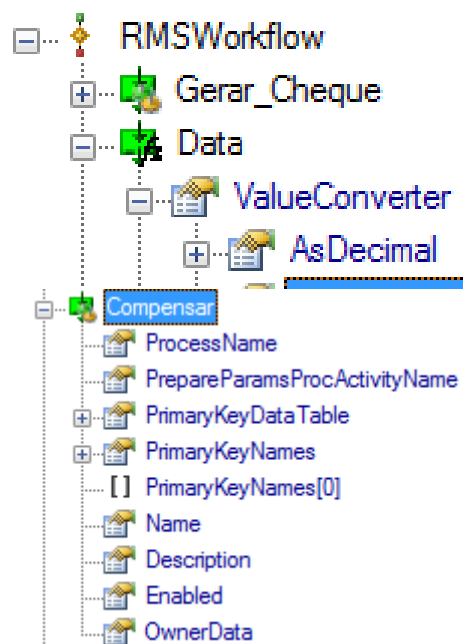 RMSWorkflow
Gerar_Cheque
Data
ValueConverter
AsDecimal
Compensar
ProcessName
PrepareParamsProcActivityName
PrimaryKeyDataTable
PrimaryKeyNames
[ ] PrimaryKeyNames[0]
Name
Description
Enabled
OwnerData